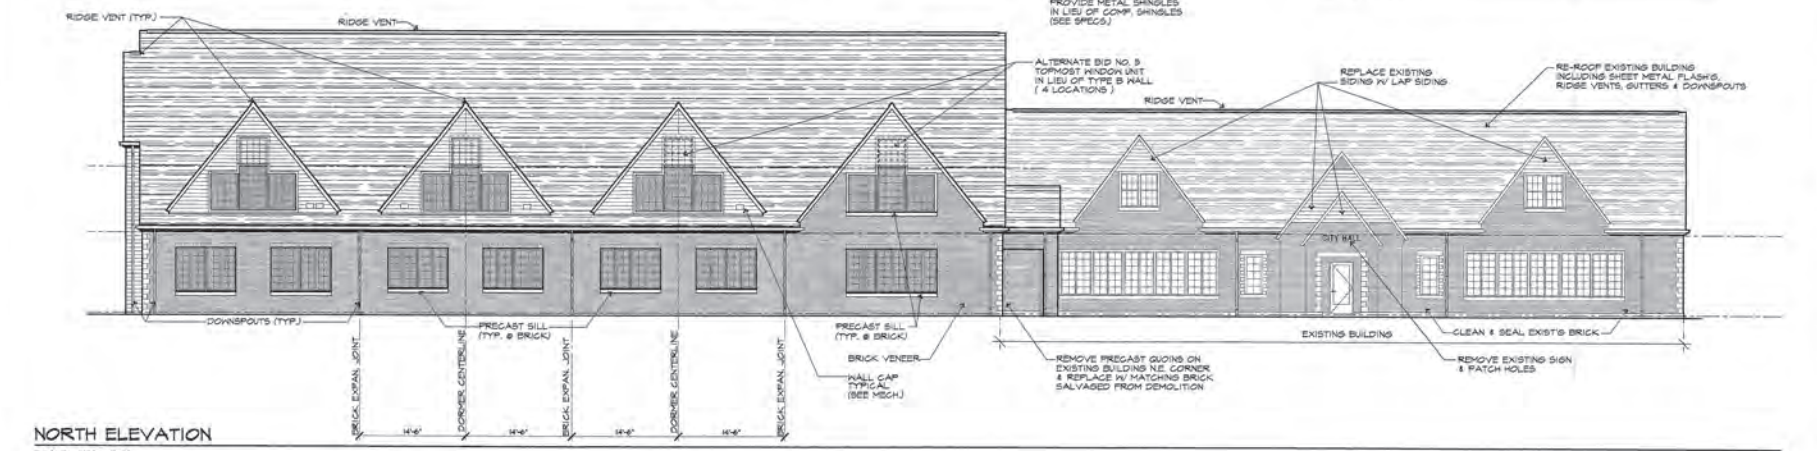 PROVIDE METAL SHINGLES
IN LIEU OF COMP. SHINGLES
(SEE SPECS.)
RIDGE VENT (TYP.)
RIDGE VENT
ALTERNATE BID NO. 3
TOPMOST WINDOW UNIT
IN LIEU OF TYPE B WALL
( 4 LOCATIONS )
RIDGE VENT
REPLACE EXISTING
SIDING W/ LAP SIDING
RE-ROOF EXISTING BUILDING
INCLUDING SHEET METAL FLASH'G,
RIDGE VENTS, GUTTERS & DOWNSPOUTS
CITY HALL
DOWNSPOUTS (TYP.)
PRECAST SILL
(TYP. @ BRICK)
PRECAST SILL
(TYP. @ BRICK)
BRICK VENEER
WALL CAP
TYPICAL
(SEE MECH.)
EXISTING BUILDING
CLEAN & SEAL EXIST'G BRICK
REMOVE PRECAST QUOINS ON
EXISTING BUILDING N.E. CORNER
& REPLACE W/ MATCHING BRICK
SALVAGED FROM DEMOLITION
REMOVE EXISTING SIGN
& PATCH HOLES
BRICK EXPAN. JOINT
DORMER CENTERLINE
BRICK EXPAN. JOINT
DORMER CENTERLINE
BRICK EXPAN. JOINT
14'-6"
14'-6"
14'-6"
14'-6"
NORTH ELEVATION